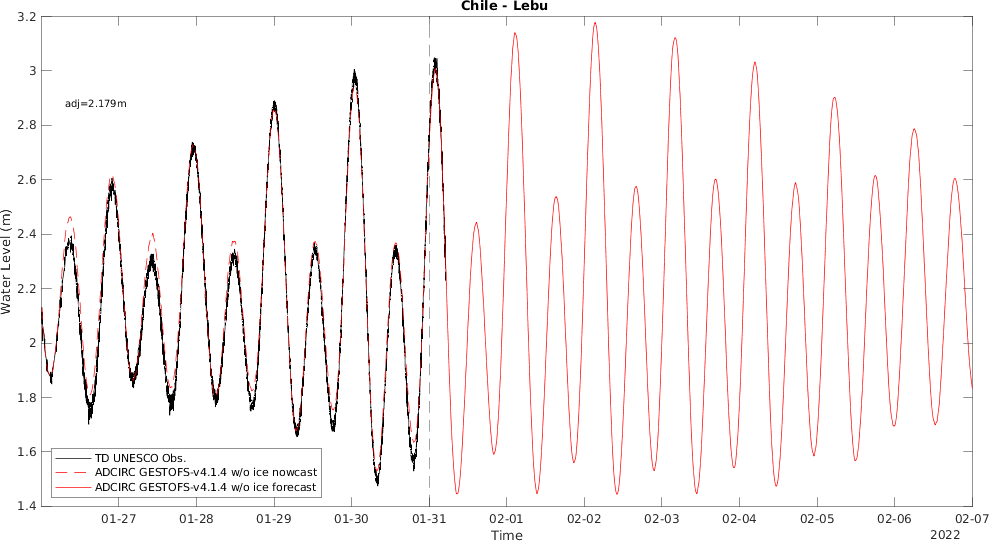 Chile - Lebu
3.2
3
2.8
2.6
2.4
2.2
2
1.8
1.6
1.4
Water Level (m)
adj=2.179m
TD UNESCO Obs.
ADCIRC GESTOFS-v4.1.4 w/o ice nowcast
ADCIRC GESTOFS-v4.1.4 w/o ice forecast
01-27 01-28 01-29 01-30 01-31 02-01 02-02 02-03 02-04 02-05 02-06 02-07
Time
2022